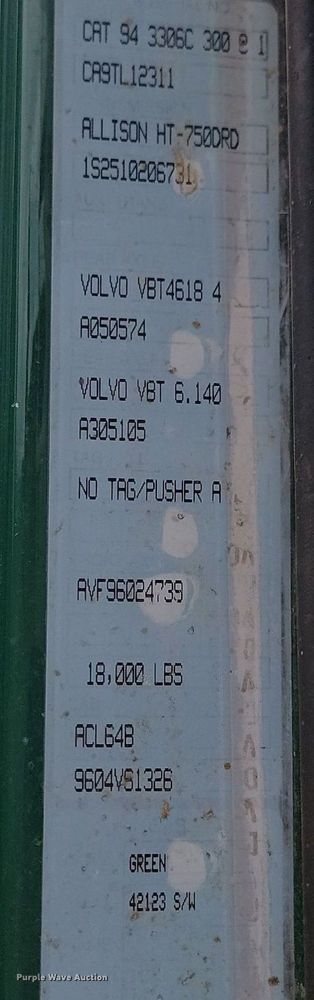 CAT 94 3306C 300 @ 1
CA9TL12311
ALLISON HT-750DRD
1S2510206731
VOLVO VBT4618 4
A050574
VOLVO VBT 6.140
A305105
NO TAG/PUSHER A
AVF96024739
18,000 LBS
ACL64B
9604VS1326
GREEN
42123 S/W
Purple Wave Auction